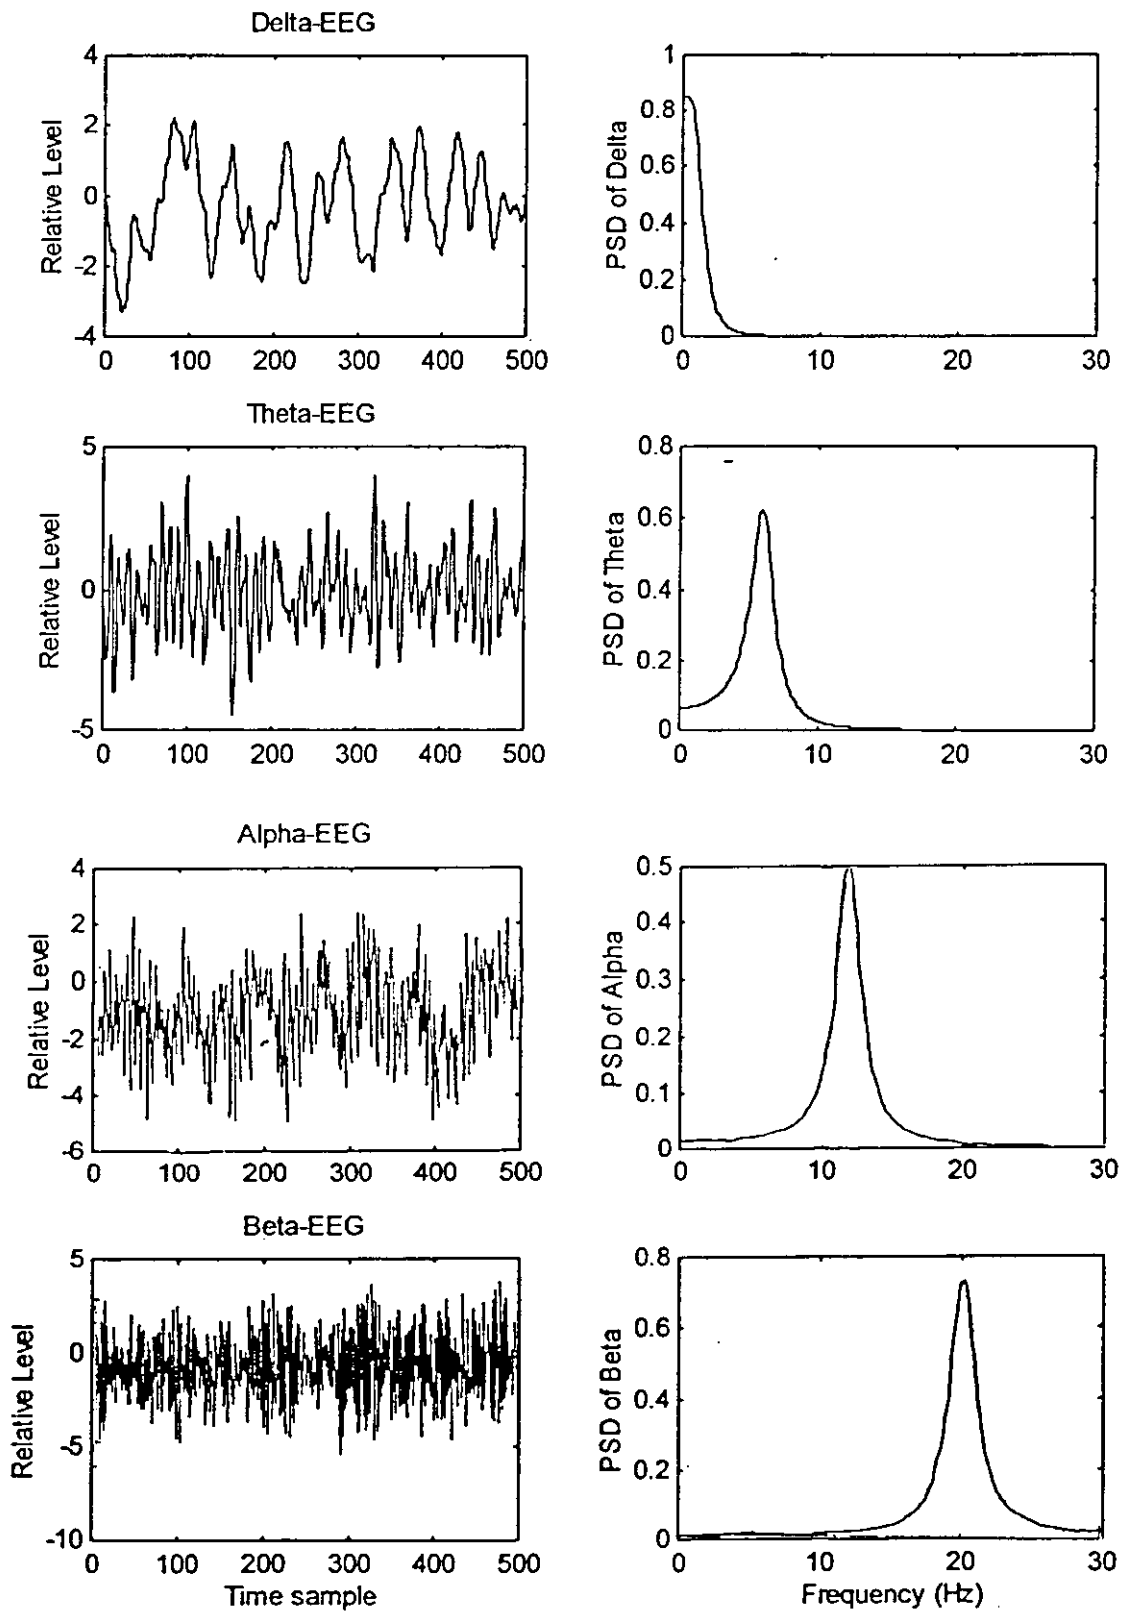 Delta-EEG
4
2
0
-2
-4
Relative Level
0 100 200 300 400 500
1
0.8
0.6
0.4
0.2
0
PSD of Delta
0 10 20 30
Theta-EEG
5
0
-5
Relative Level
0 100 200 300 400 500
0.8
0.6
0.4
0.2
0
PSD of Theta
0 10 20 30
Alpha-EEG
4
2
0
-2
-4
-6
Relative Level
0 100 200 300 400 500
0.5
0.4
0.3
0.2
0.1
0
PSD of Alpha
0 10 20 30
Beta-EEG
5
0
-5
-10
Relative Level
0 100 200 300 400 500
Time sample
0.8
0.6
0.4
0.2
0
PSD of Beta
0 10 20 30
Frequency (Hz)